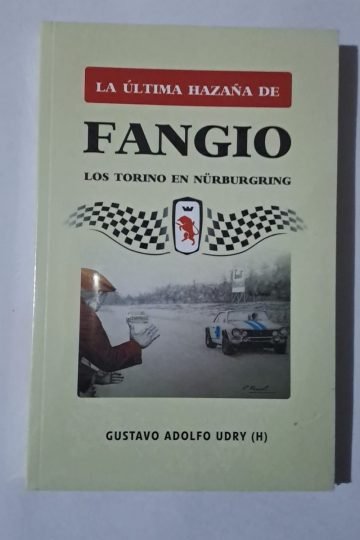 LA ÚLTIMA HAZAÑA DE
FANGIO
LOS TORINO EN NÜRBURGRING
GUSTAVO ADOLFO UDRY (H)